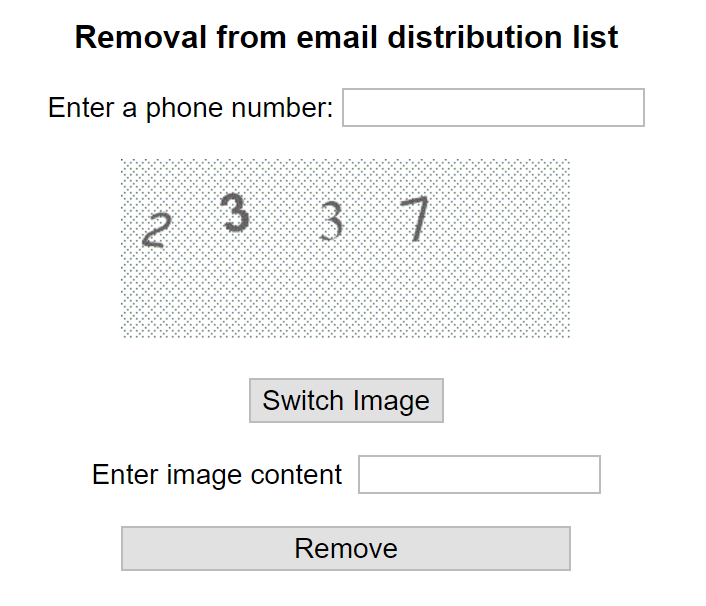 Removal from email distribution list
Enter a phone number:
2 3 3 7
Switch Image
Enter image content
Remove